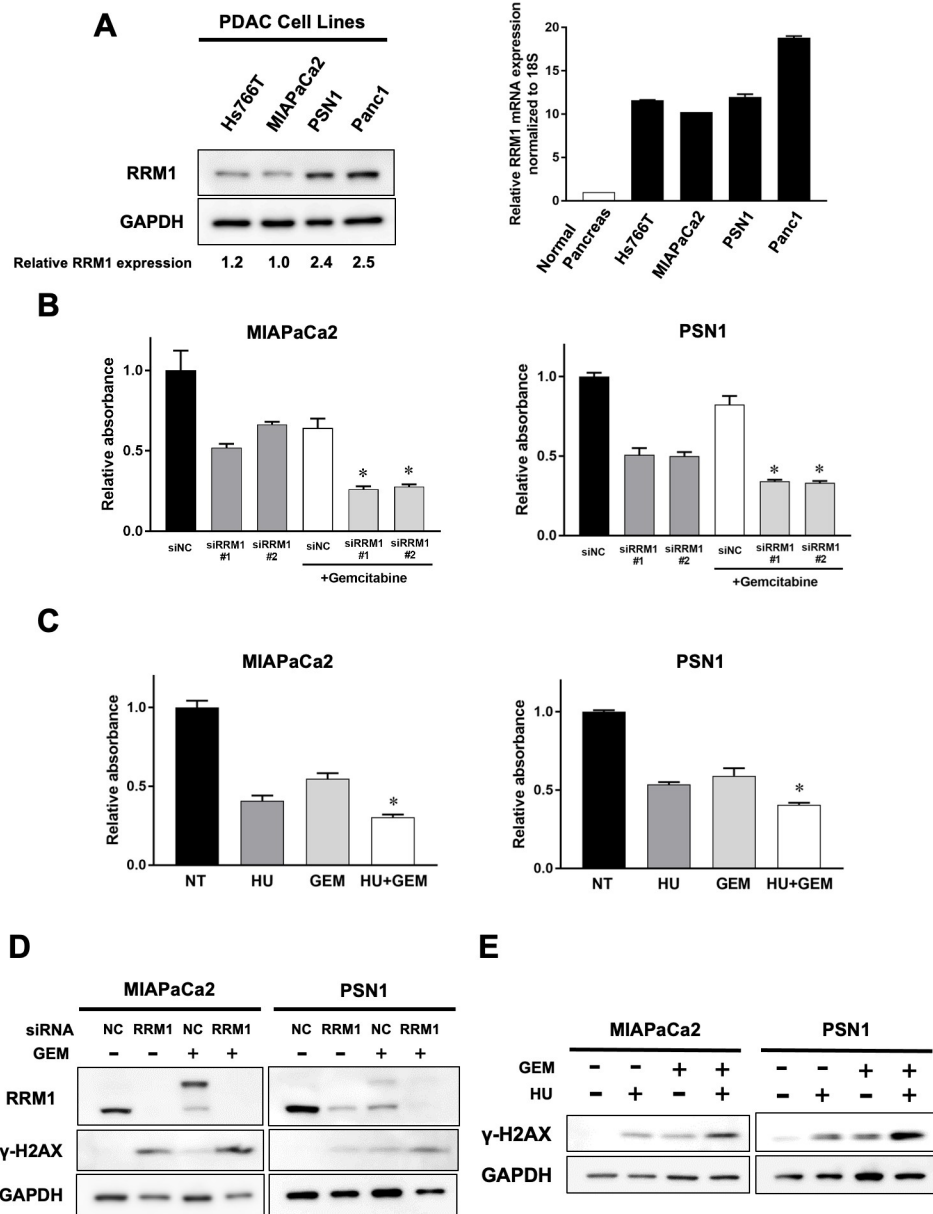 A
PDAC Cell Lines
Hs766T MIAPaCa2 PSN1 Panc1
RRM1
GAPDH
Relative RRM1 expression 1.2 1.0 2.4 2.5
Relative RRM1 mRNA expression
normalized to 18S
20
15
10
5
0
Normal
Pancreas
Hs766T
MIAPaCa2
PSN1
Panc1
B
MIAPaCa2
Relative absorbance
1.0
0.5
0.0
* *
siNC siRRM1 siRRM1 siNC siRRM1 siRRM1
#1 #2 #1 #2
+Gemcitabine
PSN1
Relative absorbance
1.0
0.5
0.0
* *
siNC siRRM1 siRRM1 siNC siRRM1 siRRM1
#1 #2 #1 #2
+Gemcitabine
C
MIAPaCa2
Relative absorbance
1.0
0.5
0.0
*
NT HU GEM HU+GEM
PSN1
Relative absorbance
1.0
0.5
0.0
*
NT HU GEM HU+GEM
D
MIAPaCa2 PSN1
siRNA NC RRM1 NC RRM1 NC RRM1 NC RRM1
GEM - - + + - - + +
RRM1
γ-H2AX
GAPDH
E
MIAPaCa2 PSN1
GEM - - + + - - + +
HU - + - + - + - +
γ-H2AX
GAPDH